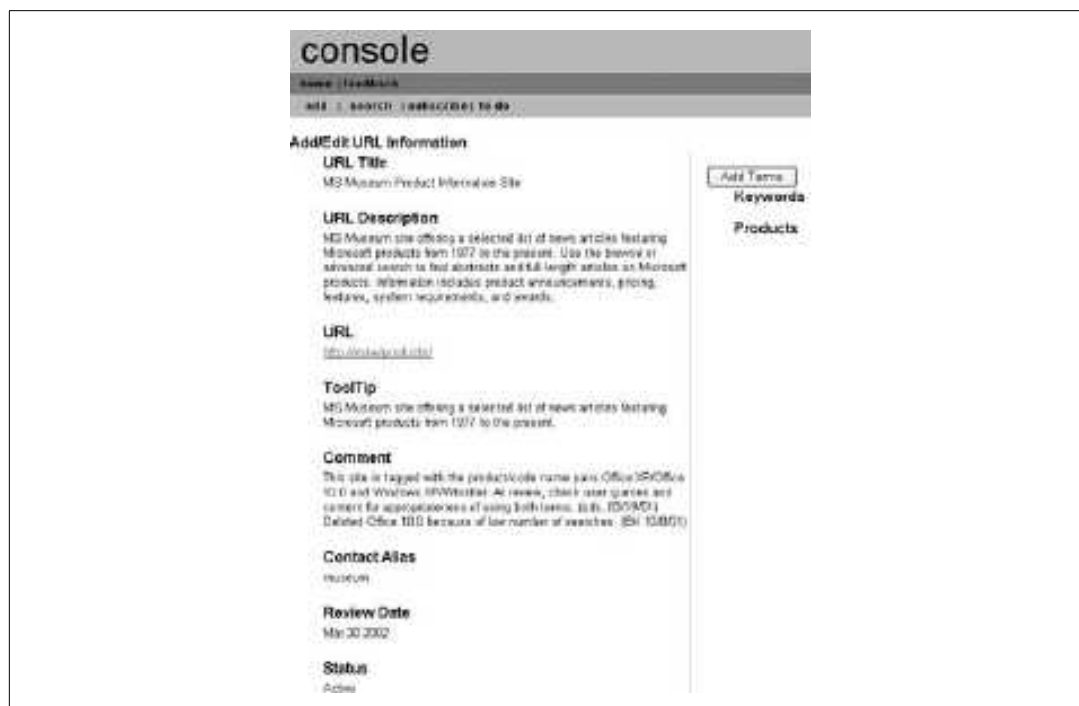 console
home | feedback
add | search | subscribe | to do
Add/Edit URL Information
URL Title
MS Museum Product Information Site
Add Terms
Keywords
Products
URL Description
MS Museum site offering a selected list of news articles featuring
Microsoft products from 1977 to the present. Use the browse or
advanced search to find abstracts and full-length articles on Microsoft
products. Information includes product announcements, pricing,
features, system requirements, and awards.
URL
ToolTip
MS Museum site offering a selected list of news articles featuring
Microsoft products from 1977 to the present.
Comment
This site is tagged with the product/code name pairs Office XP/Office
10.0 and Windows XP/Whistler. At review, check user queries and
content for appropriateness of using both terms.
Deleted Office 10.0 because of low number of searches.
Contact Alias
museum
Review Date
Mar 30 2002
Status
Active